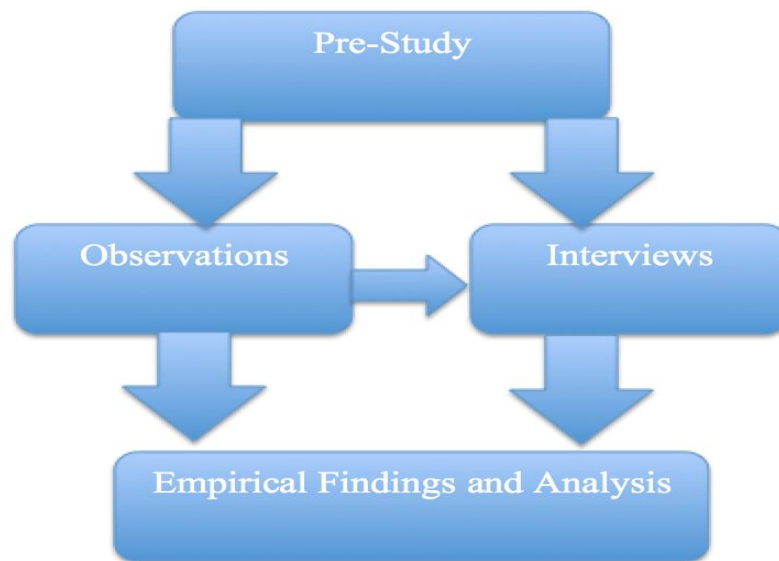 Pre-Study
Observations
Interviews
Empirical Findings and Analysis